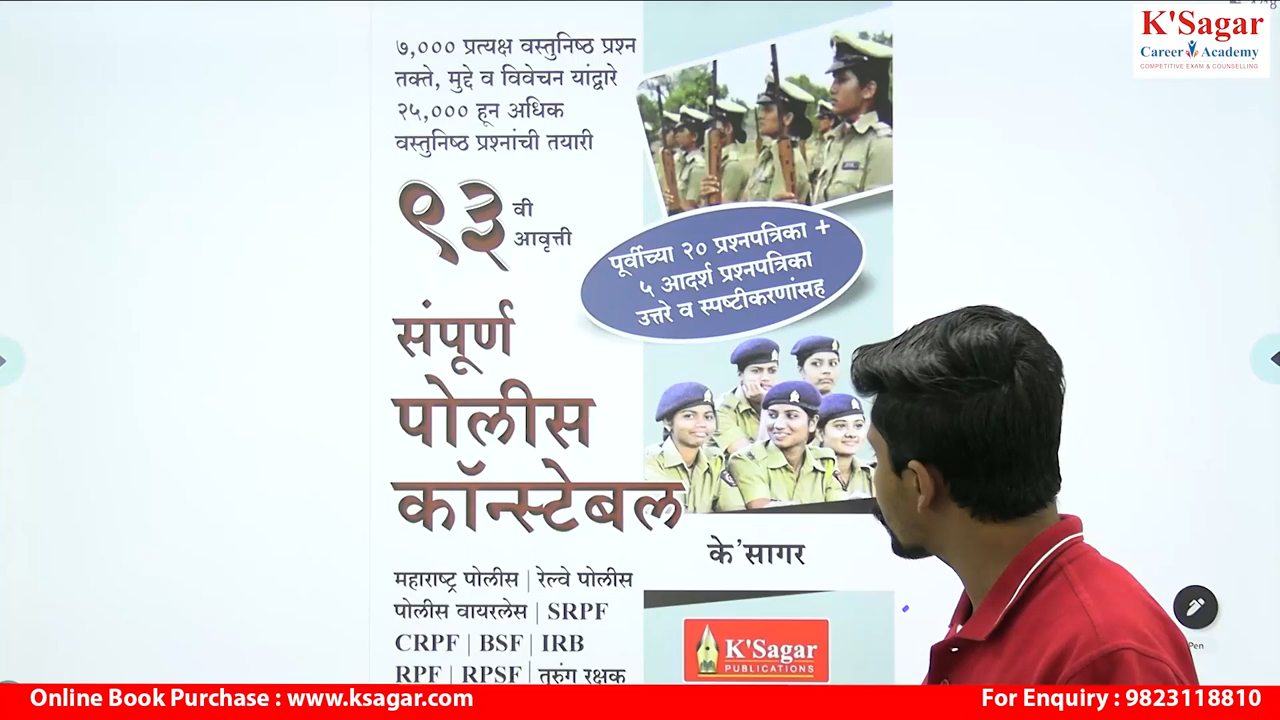 ७,००० प्रत्यक्ष वस्तुनिष्ठ प्रश्न
तक्ते, मुद्दे व विवेचन यांद्वारे
२५,००० हून अधिक
वस्तुनिष्ठ प्रश्नांची तयारी
९३ वी
आवृत्ती
पूर्वीच्या २० प्रश्नपत्रिका +
५ आदर्श प्रश्नपत्रिका
उत्तरे व स्पष्टीकरणांसह
संपूर्ण
पोलीस
कॉन्स्टेबल
के'सागर
महाराष्ट्र पोलीस | रेल्वे पोलीस
पोलीस वायरलेस | SRPF
CRPF | BSF | IRB
RPF | RPSF | तुरुंग रक्षक
K'Sagar
PUBLICATIONS
K'Sagar
Career Academy
COMPETITIVE EXAM & COUNSELLING
Pen
Online Book Purchase : www.ksagar.com
For Enquiry : 9823118810